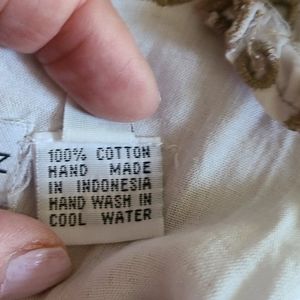 100% COTTON
HAND MADE
IN INDONESIA
HAND WASH IN
COOL WATER